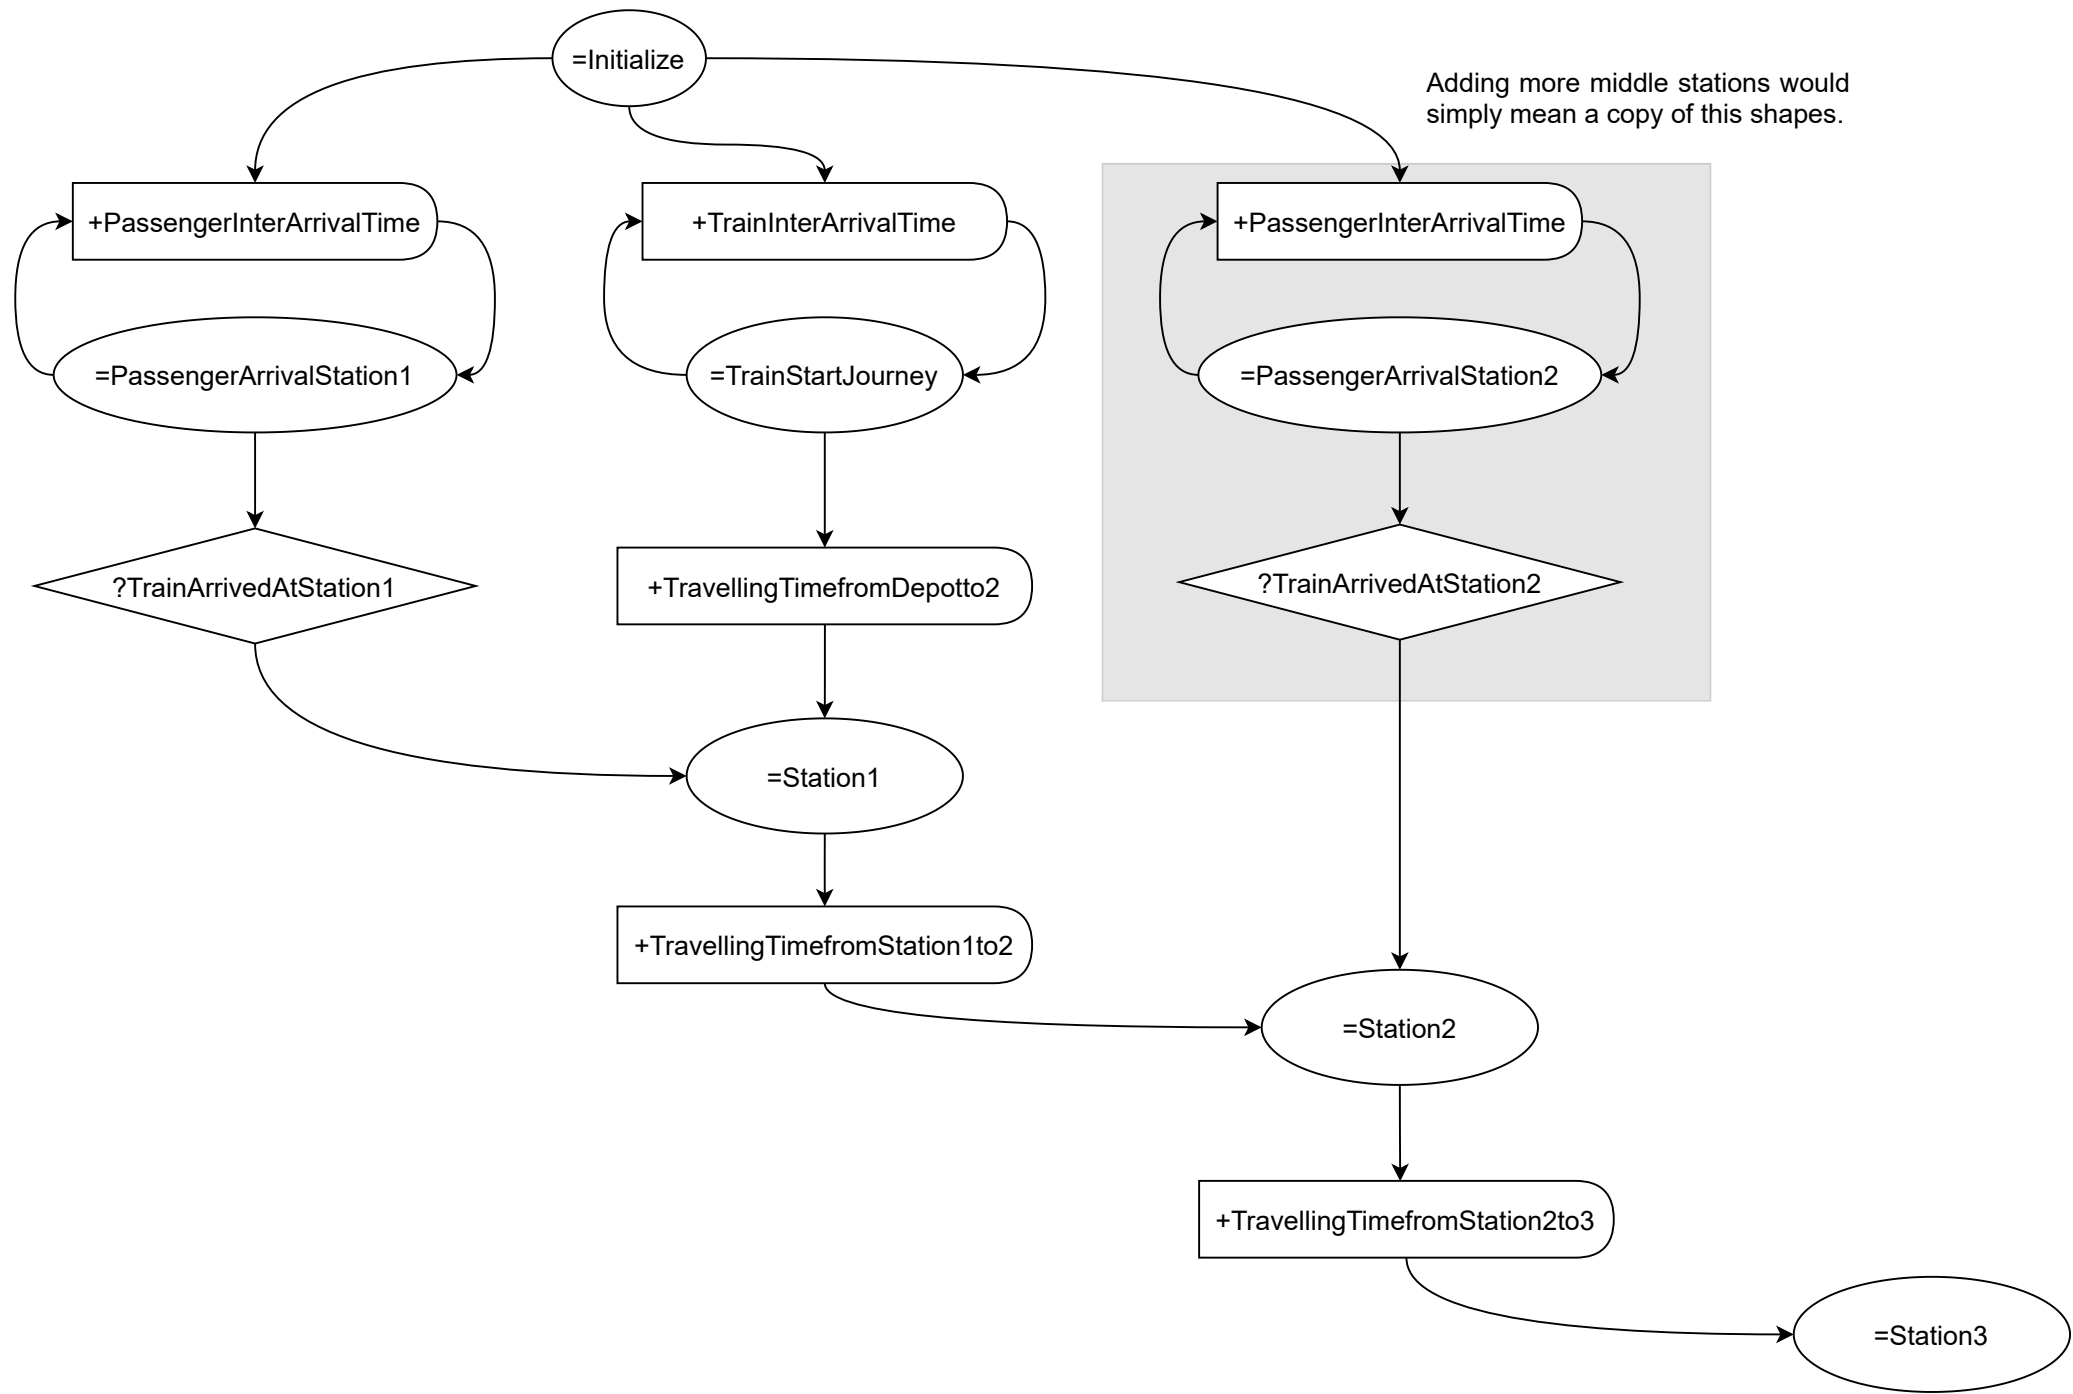 =Initialize
Adding more middle stations would
simply mean a copy of this shapes.
+PassengerInterArrivalTime
+TrainInterArrivalTime
+PassengerInterArrivalTime
=PassengerArrivalStation1
=TrainStartJourney
=PassengerArrivalStation2
?TrainArrivedAtStation1
+TravellingTimefromDepotto2
?TrainArrivedAtStation2
=Station1
+TravellingTimefromStation1to2
=Station2
+TravellingTimefromStation2to3
=Station3